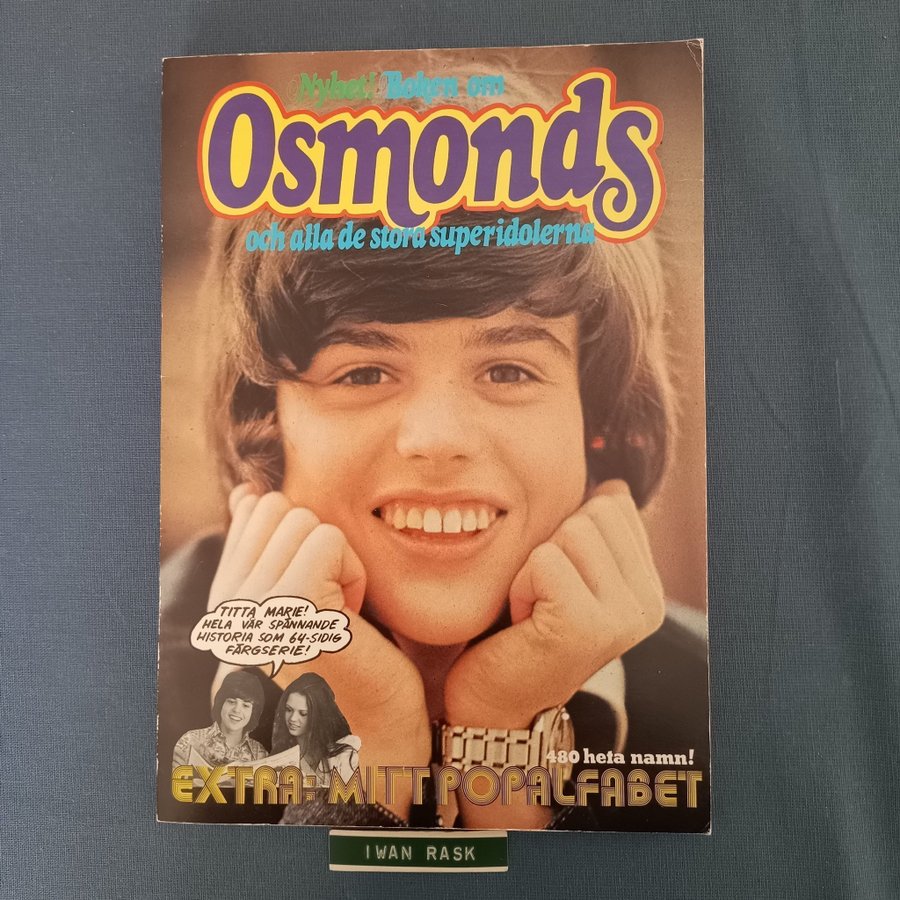 Nyhet! Boken om
Osmonds
och alla de stora superidolerna
TITTA MARIE!
HELA VÅR SPÄNNANDE
HISTORIA SOM 64-SIDIG
FÄRGSERIE!
480 heta namn!
EXTRA: MITT POPALFABET
IWAN RASK